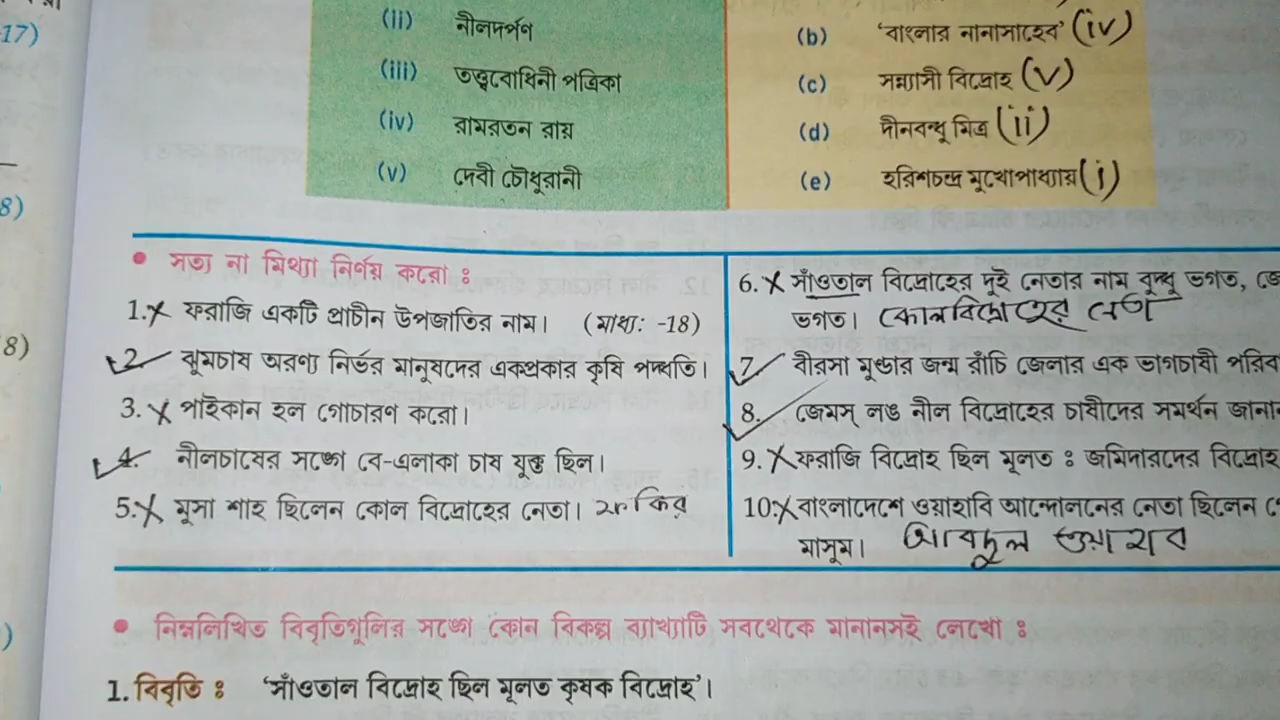 17)
(ii) নীলদর্পণ (b) 'বাংলার নানাসাহেব' (iv)
(iii) তত্ত্ববোধিনী পত্রিকা (c) সন্ন্যাসী বিদ্রোহ (v)
(iv) রামরতন রায় (d) দীনবন্ধু মিত্র (ii)
(v) দেবী চৌধুরানী (e) হরিশচন্দ্র মুখোপাধ্যায় (i)
8)
8)
)
• সত্য না মিথ্যা নির্ণয় করো :
1.× ফরাজি একটি প্রাচীন উপজাতির নাম। (মাধ্য: -18)
2 ✓ ঝুমচাষ অরণ্য নির্ভর মানুষদের একপ্রকার কৃষি পদ্ধতি।
3. × পাইকান হল গোচারণ করো।
4. ✓ নীলচাষের সঙ্গে বে-এলাকা চাষ যুক্ত ছিল।
5.× মুসা শাহ ছিলেন কোল বিদ্রোহের নেতা। ফকির
6.× সাঁওতাল বিদ্রোহের দুই নেতার নাম বুদ্ধু ভগত,
ভগত। কোলবিদ্রোহের নেতা
7 ✓ বীরসা মুণ্ডার জন্ম রাঁচি জেলার এক ভাগচাষী
8. ✓ জেমস্ লঙ নীল বিদ্রোহের চাষীদের সমর্থন
9. × ফরাজি বিদ্রোহ ছিল মূলত : জমিদারদের বিদ্রোহ
10.× বাংলাদেশে ওয়াহাবি আন্দোলনের নেতা ছিলেন
মাসুম। আবদুল ওয়াহাব
• নিম্নলিখিত বিবৃতিগুলির সঙ্গে কোন বিকল্প ব্যাখ্যাটি সবথেকে মানানসই লেখো :
1. বিবৃতি : 'সাঁওতাল বিদ্রোহ ছিল মূলত কৃষক বিদ্রোহ'।